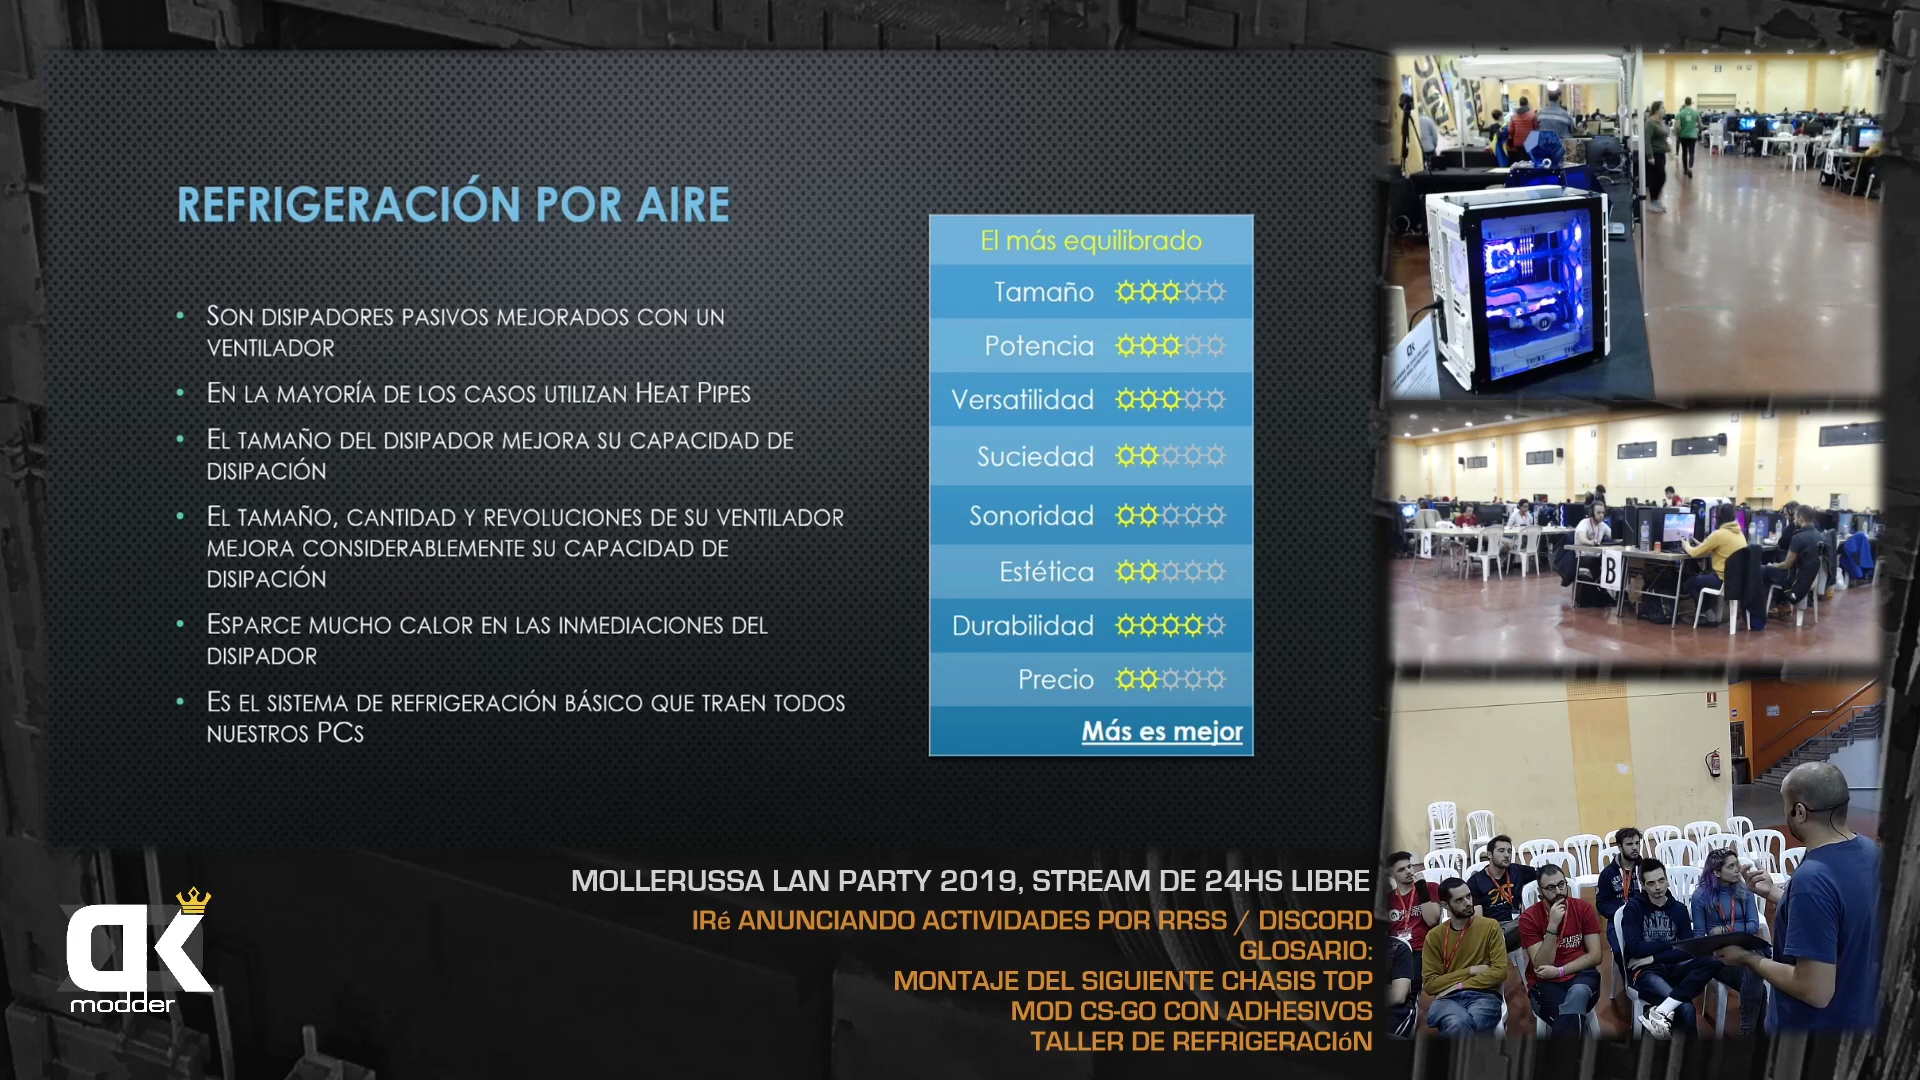 REFRIGERACIÓN POR AIRE
• SON DISIPADORES PASIVOS MEJORADOS CON UN
VENTILADOR
• EN LA MAYORÍA DE LOS CASOS UTILIZAN HEAT PIPES
• EL TAMAÑO DEL DISIPADOR MEJORA SU CAPACIDAD DE
DISIPACIÓN
• EL TAMAÑO, CANTIDAD Y REVOLUCIONES DE SU VENTILADOR
MEJORA CONSIDERABLEMENTE SU CAPACIDAD DE
DISIPACIÓN
• ESPARCE MUCHO CALOR EN LAS INMEDIACIONES DEL
DISIPADOR
• ES EL SISTEMA DE REFRIGERACIÓN BÁSICO QUE TRAEN TODOS
NUESTROS PCS
El más equilibrado
Tamaño
Potencia
Versatilidad
Suciedad
Sonoridad
Estética
Durabilidad
Precio
Más es mejor
B
C
DK
modder
MOLLERUSSA LAN PARTY 2019, STREAM DE 24HS LIBRE
IRé ANUNCIANDO ACTIVIDADES POR RRSS / DISCORD
GLOSARIO:
MONTAJE DEL SIGUIENTE CHASIS TOP
MOD CS-GO CON ADHESIVOS
TALLER DE REFRIGERACIóN